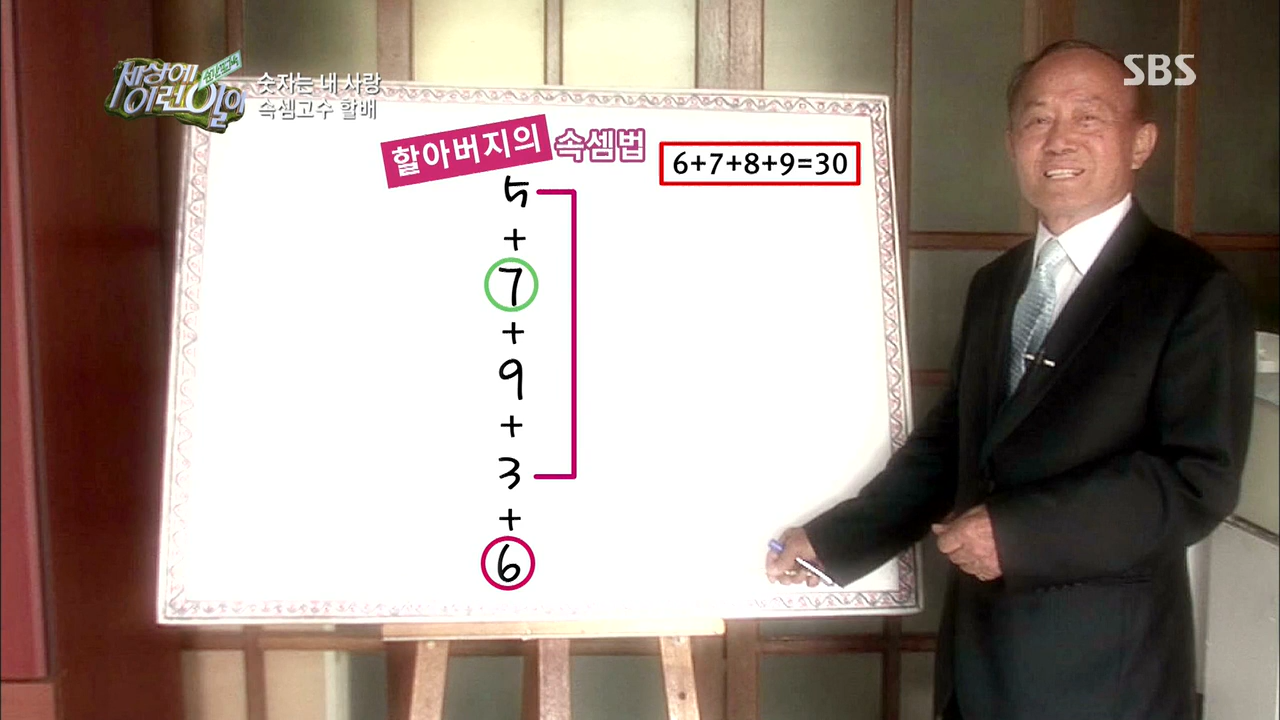 세상에
이런일이
숫자는 내 사랑
속셈고수 할배
SBS
할아버지의 속셈법
6+7+8+9=30
5
+
7
+
9
+
3
+
6